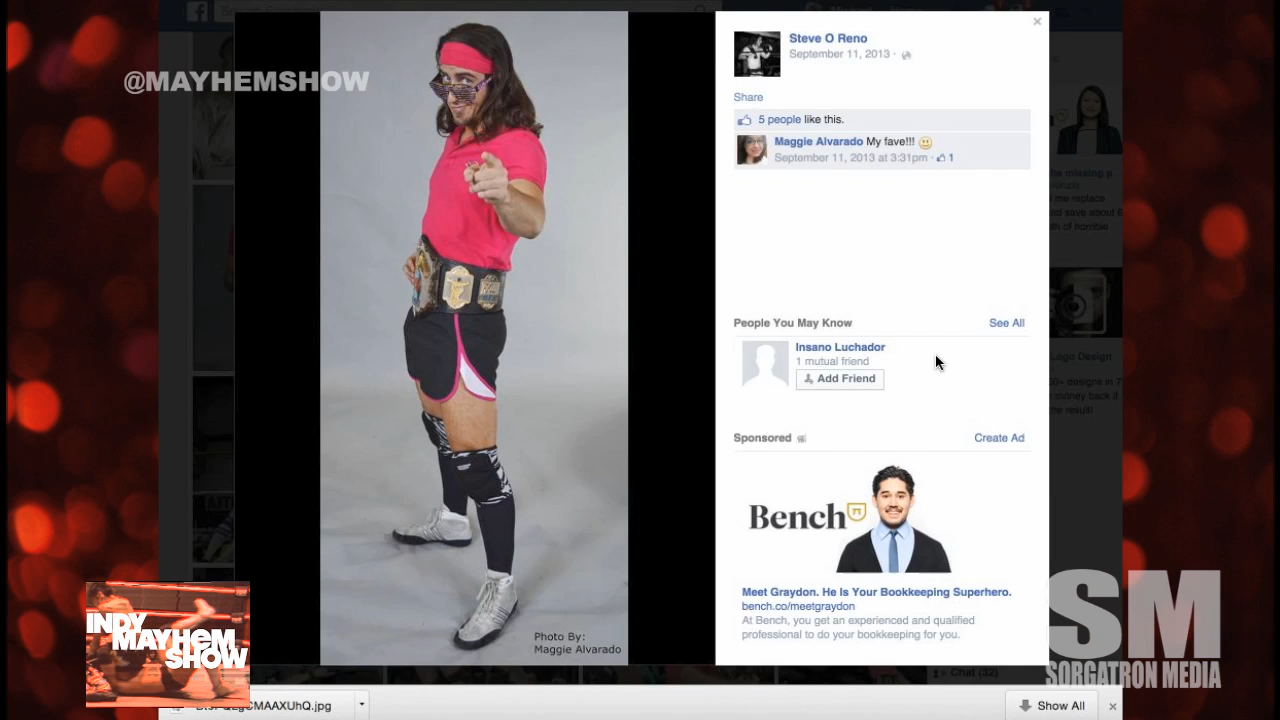 @MAYHEMSHOW
Steve O Reno
September 11, 2013
Share
5 people like this.
Maggie Alvarado My fave!!!
September 11, 2013 at 3:31pm · 1
People You May Know
See All
Insano Luchador
1 mutual friend
Add Friend
Sponsored
Create Ad
Bench
Meet Graydon. He Is Your Bookkeeping Superhero.
bench.co/meetgraydon
At Bench, you get an experienced and qualified
professional to do your bookkeeping for you.
Photo By:
Maggie Alvarado
INDY
MAYHEM
SHOW
SM
SORGATRON MEDIA
Chat (32)
Show All